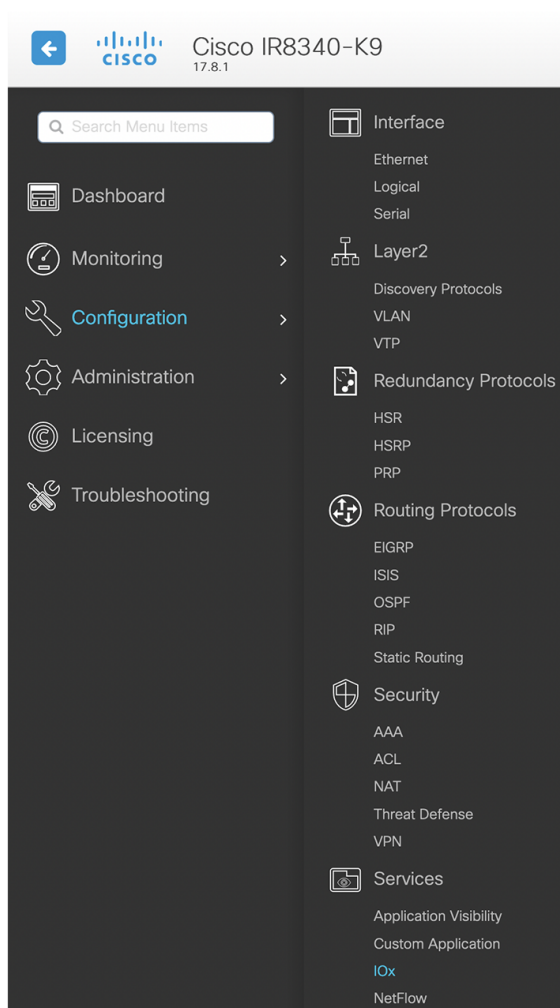 CISCO
Cisco IR8340-K9
17.8.1
Search Menu Items
Dashboard
Monitoring
Configuration
Administration
Licensing
Troubleshooting
Interface
Ethernet
Logical
Serial
Layer2
Discovery Protocols
VLAN
VTP
Redundancy Protocols
HSR
HSRP
PRP
Routing Protocols
EIGRP
ISIS
OSPF
RIP
Static Routing
Security
AAA
ACL
NAT
Threat Defense
VPN
Services
Application Visibility
Custom Application
IOx
NetFlow